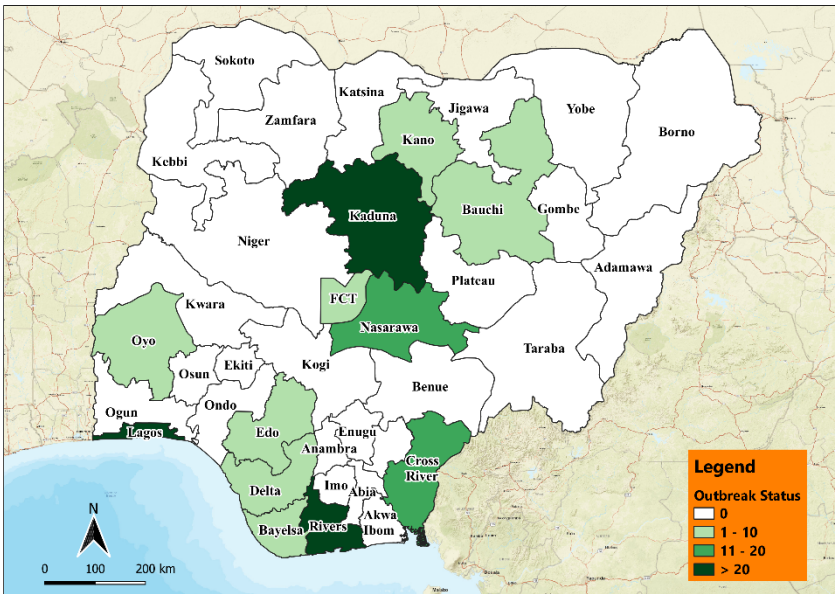 Sokoto
Katsina
Jigawa
Yobe
Borno
Zamfara
Kano
Kebbi
Kaduna
Bauchi
Gombe
Niger
Adamawa
Plateau
FCT
Kwara
Nasarawa
Oyo
Taraba
Osun
Ekiti
Kogi
Benue
Ogun
Ondo
Lagos
Edo
Enugu
Anambra
Cross
River
Delta
Imo
Abia
Bayelsa
Rivers
Akwa
Ibom
N
0 100 200 km
Legend
Outbreak Status
0
1 - 10
11 - 20
> 20